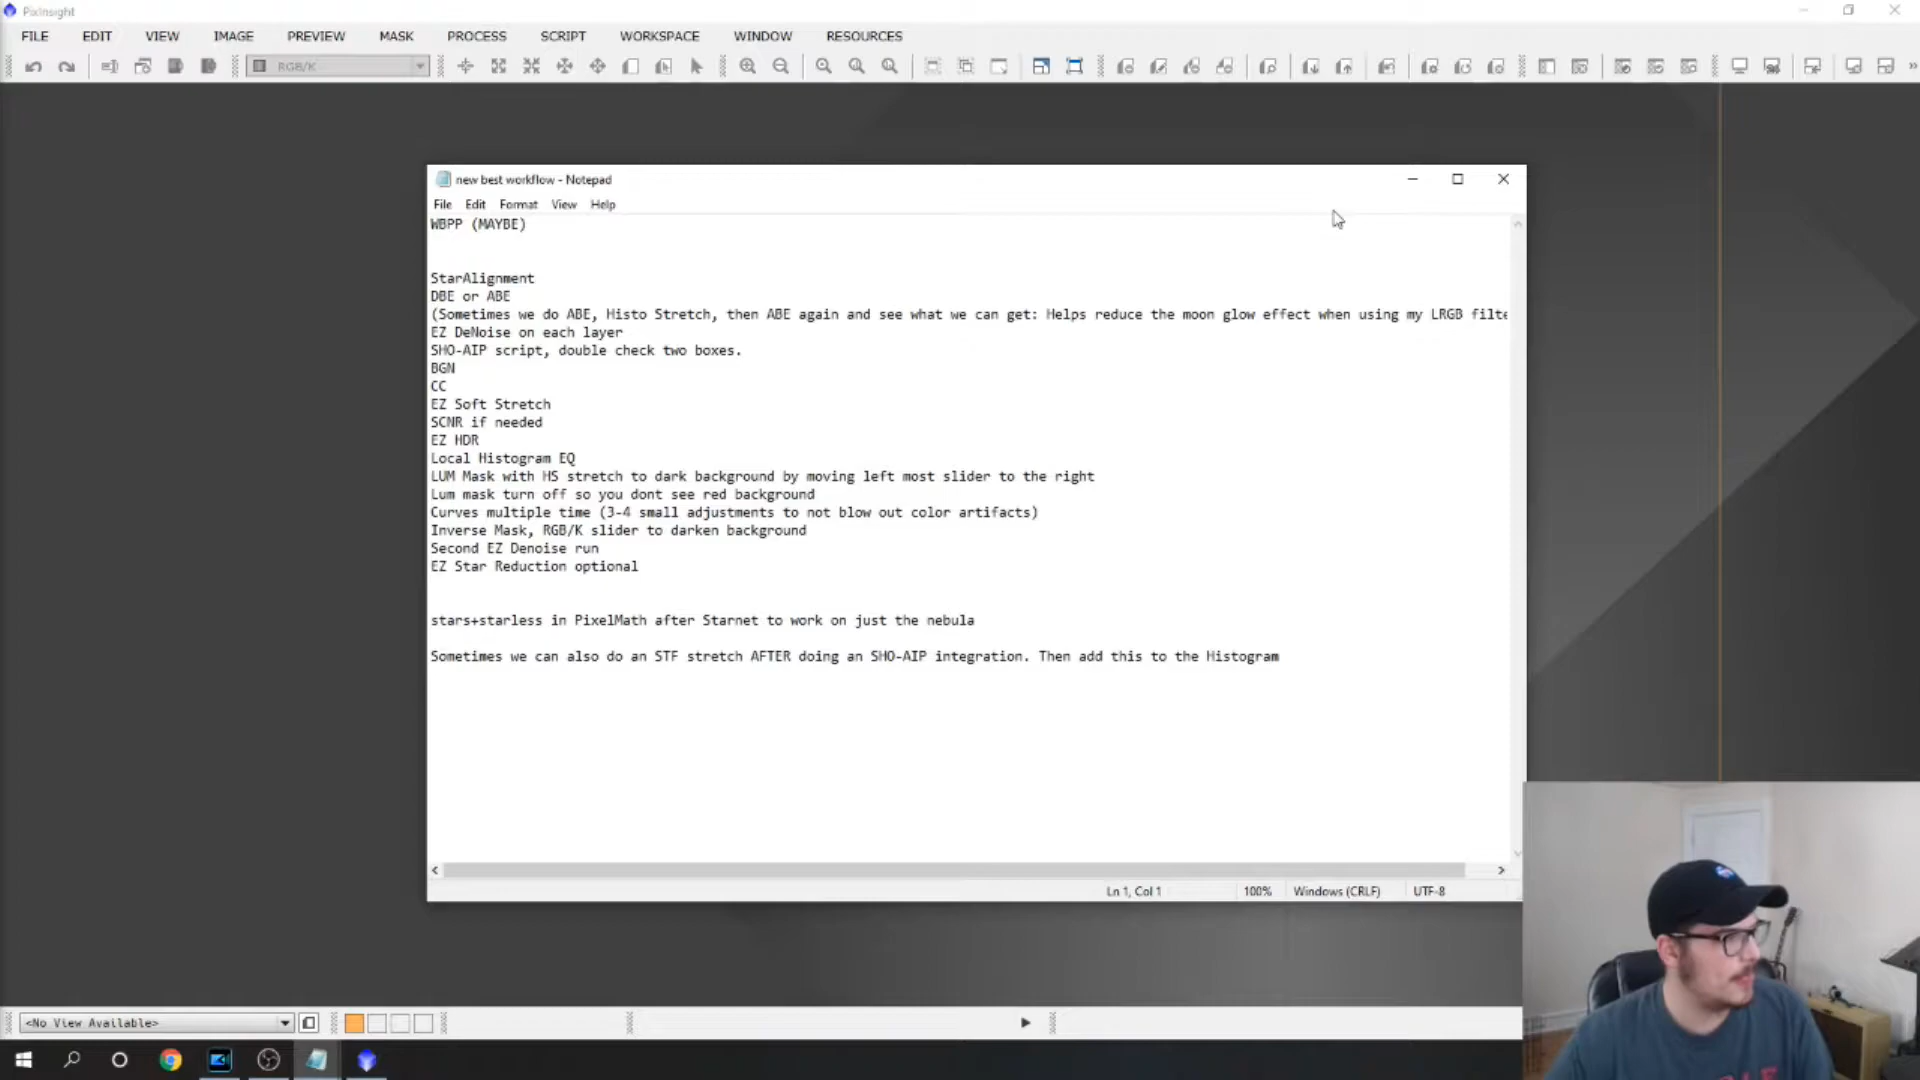 PixInsight
FILE EDIT VIEW IMAGE PREVIEW MASK PROCESS SCRIPT WORKSPACE WINDOW RESOURCES
RGB/K
new best workflow - Notepad
File Edit Format View Help
WBPP (MAYBE)
StarAlignment
DBE or ABE
(Sometimes we do ABE, Histo Stretch, then ABE again and see what we can get: Helps reduce the moon glow effect when using my LRGB filte
EZ DeNoise on each layer
SHO-AIP script, double check two boxes.
BGN
CC
EZ Soft Stretch
SCNR if needed
EZ HDR
Local Histogram EQ
LUM Mask with HS stretch to dark background by moving left most slider to the right
Lum mask turn off so you dont see red background
Curves multiple time (3-4 small adjustments to not blow out color artifacts)
Inverse Mask, RGB/K slider to darken background
Second EZ Denoise run
EZ Star Reduction optional
stars+starless in PixelMath after Starnet to work on just the nebula
Sometimes we can also do an STF stretch AFTER doing an SHO-AIP integration. Then add this to the Histogram
Ln 1, Col 1 100% Windows (CRLF) UTF-8
<No View Available>